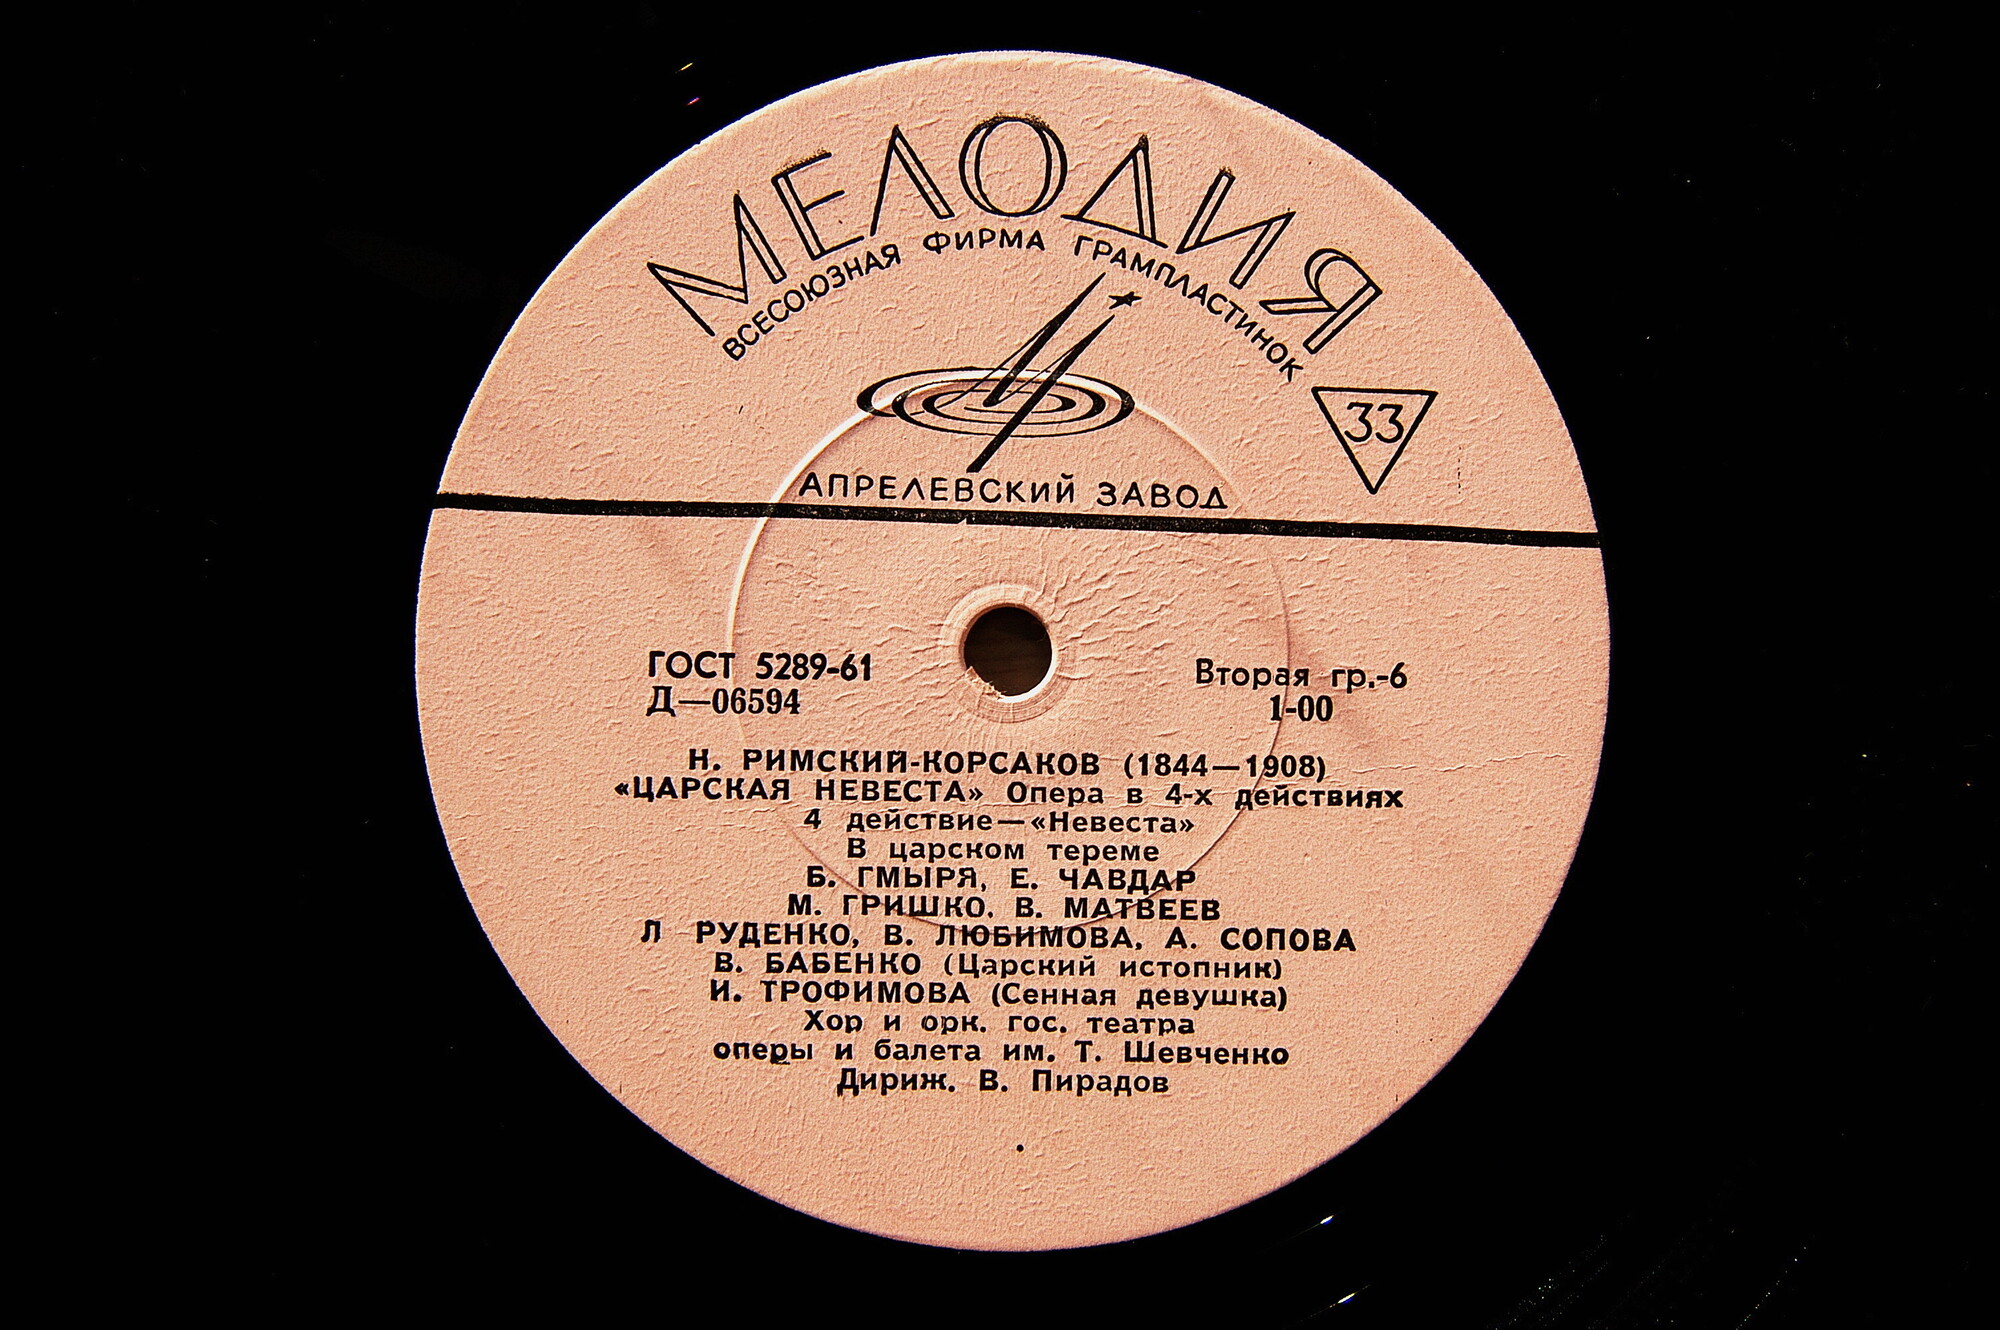 МЕЛОДИЯ
ВСЕСОЮЗНАЯ ФИРМА ГРАМПЛАСТИНОК
33
АПРЕЛЕВСКИЙ ЗАВОД
ГОСТ 5289-61
Д—06594
Вторая гр.-6
1-00
Н. РИМСКИЙ-КОРСАКОВ (1844—1908)
«ЦАРСКАЯ НЕВЕСТА» Опера в 4-х действиях
4 действие—«Невеста»
В царском тереме
Б. ГМЫРЯ, Е. ЧАВДАР
М. ГРИШКО. В. МАТВЕЕВ
Л РУДЕНКО, В. ЛЮБИМОВА, А. СОПОВА
В. БАБЕНКО (Царский истопник)
И. ТРОФИМОВА (Сенная девушка)
Хор и орк. гос. театра
оперы и балета им. Т. Шевченко
Дириж. В. Пирадов